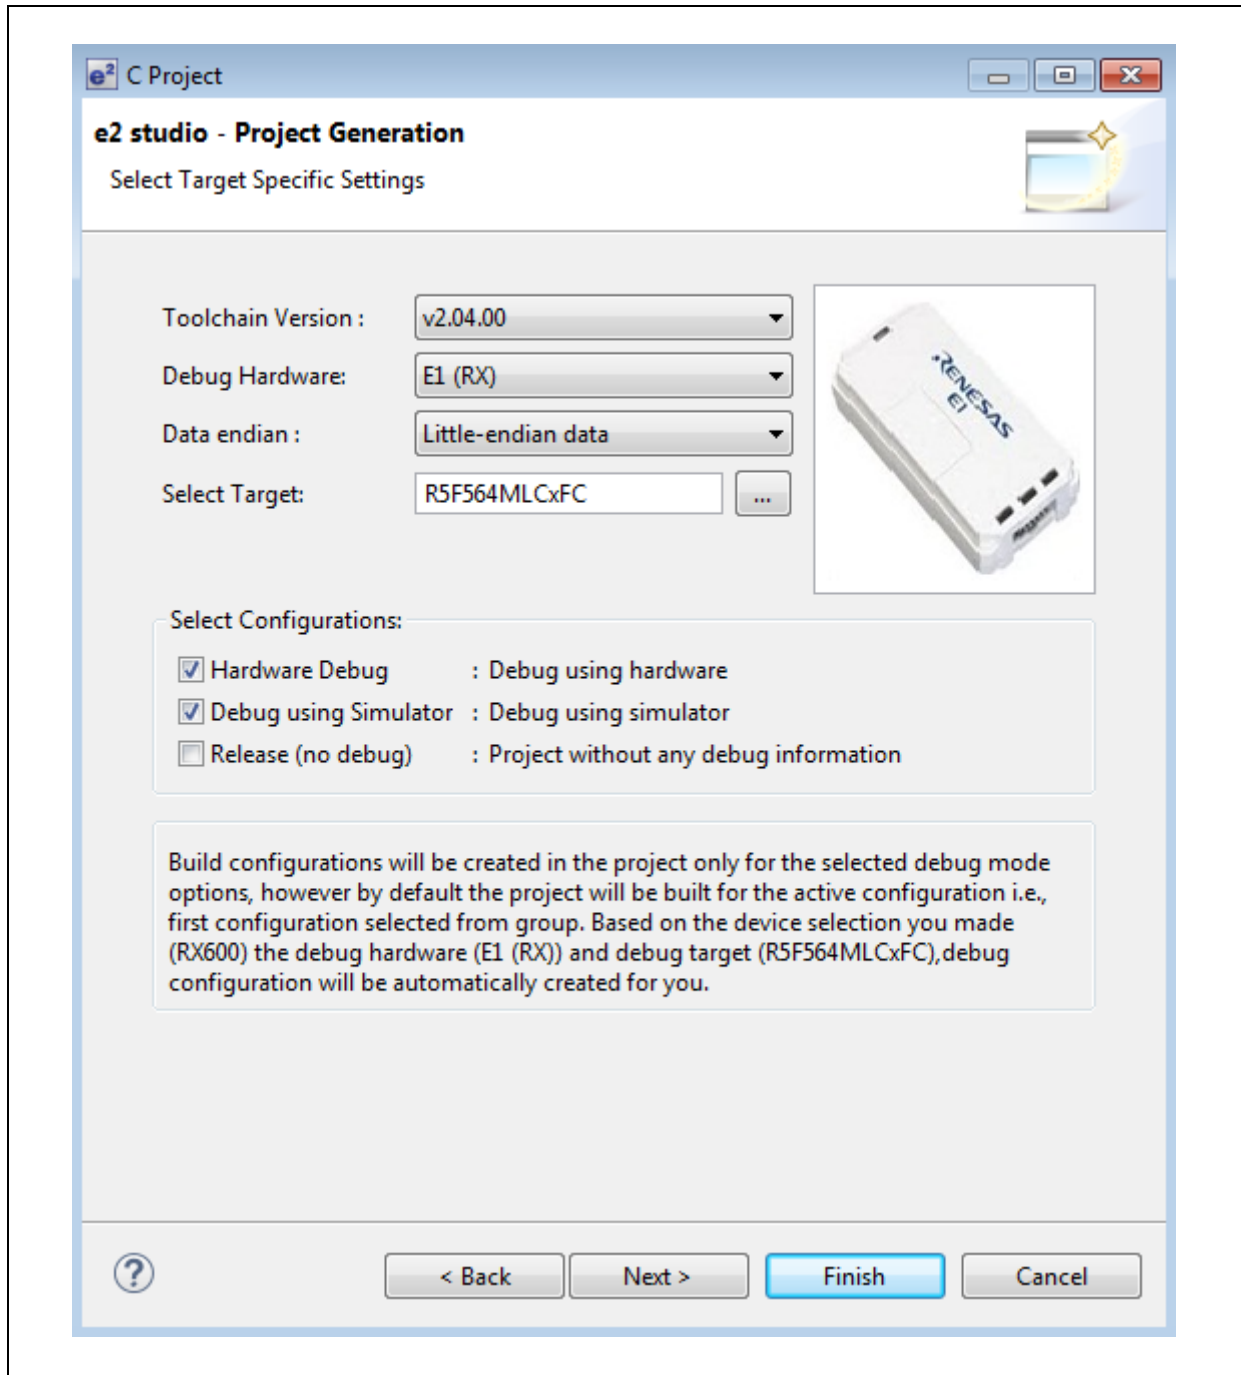 e² C Project
e2 studio - Project Generation
Select Target Specific Settings
Toolchain Version : v2.04.00
Debug Hardware: E1 (RX)
Data endian : Little-endian data
Select Target: R5F564MLCxFC ...
RENESAS
E1
Select Configurations:
Hardware Debug : Debug using hardware
Debug using Simulator : Debug using simulator
Release (no debug) : Project without any debug information
Build configurations will be created in the project only for the selected debug mode
options, however by default the project will be built for the active configuration i.e.,
first configuration selected from group. Based on the device selection you made
(RX600) the debug hardware (E1 (RX)) and debug target (R5F564MLCxFC),debug
configuration will be automatically created for you.
? < Back Next > Finish Cancel